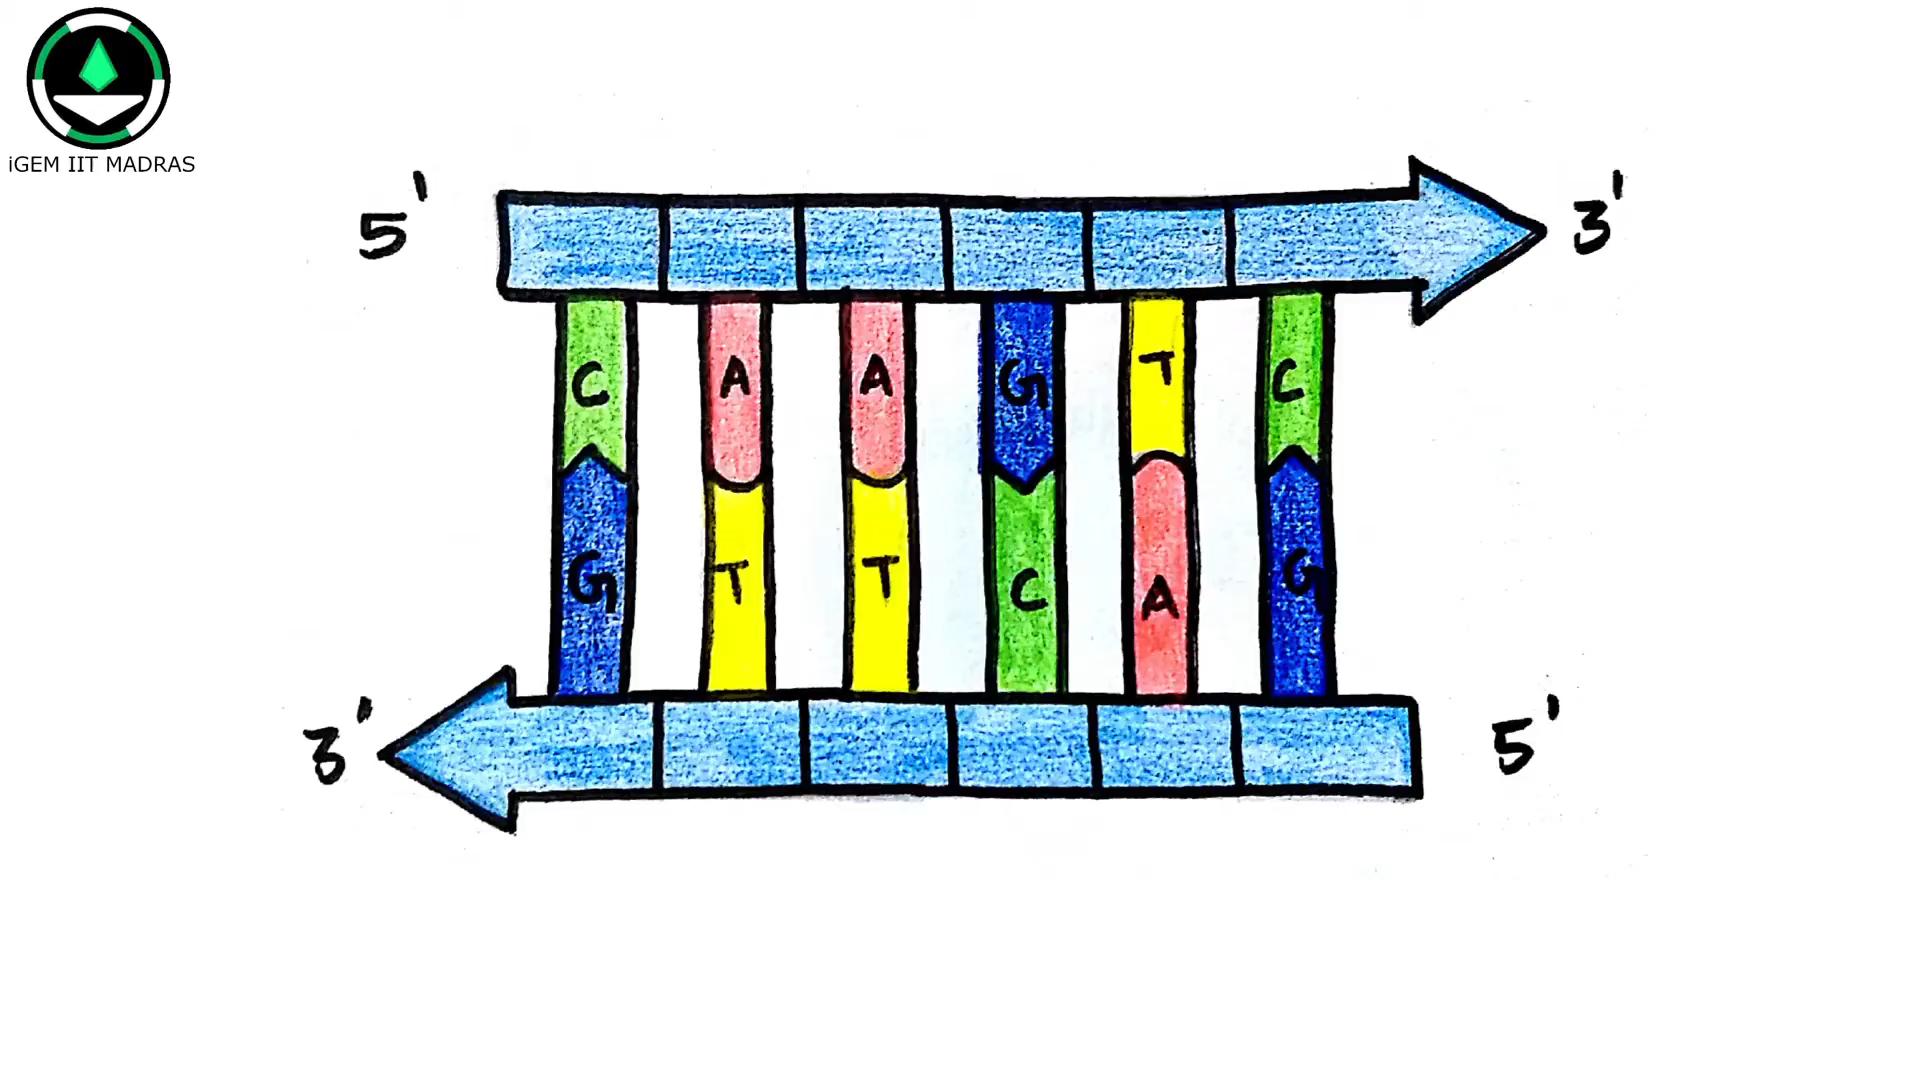 iGEM IIT MADRAS
5'
3'
C A A G T C
G T T C A G
3'
5'